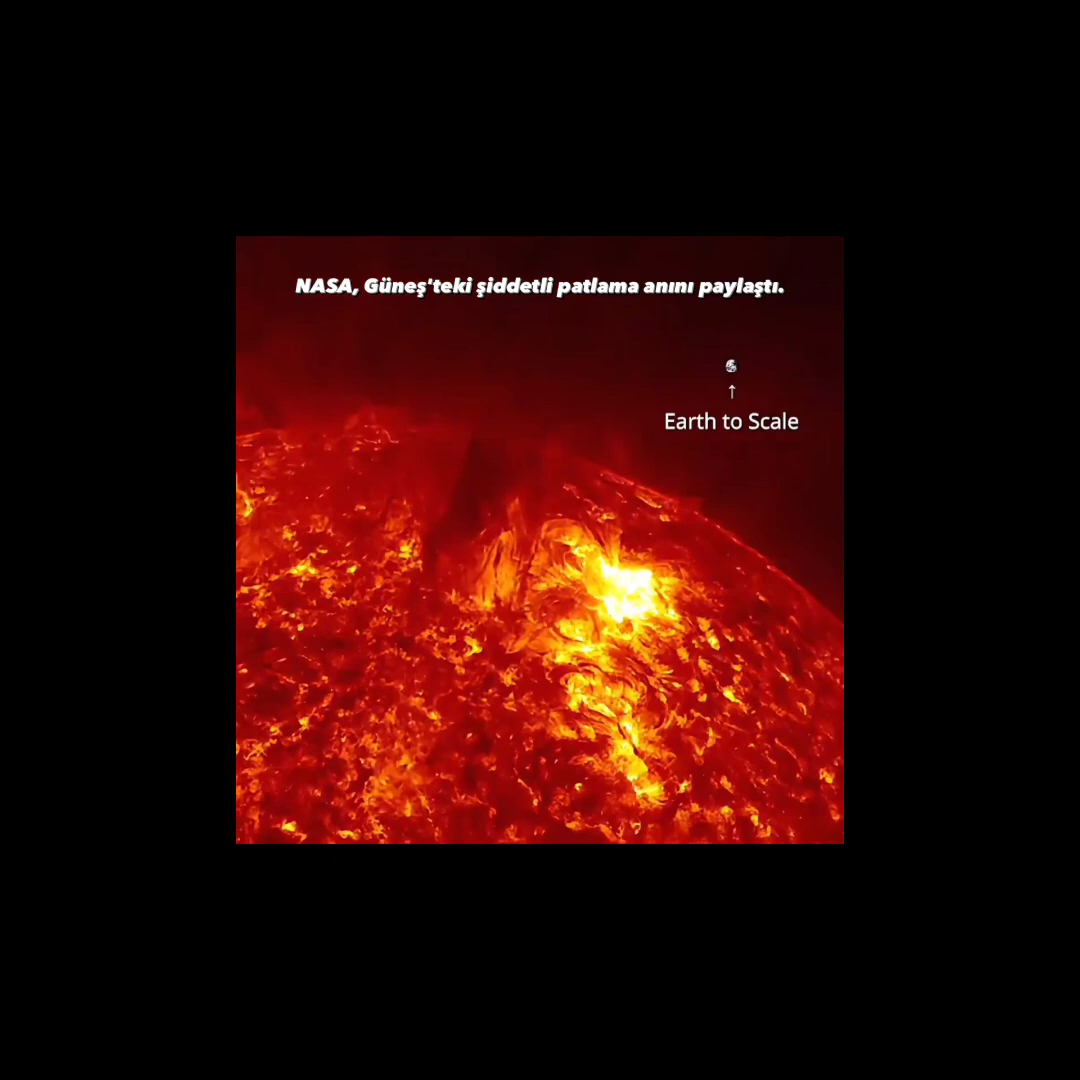 NASA, Güneş'teki şiddetli patlama anını paylaştı.
↑
Earth to Scale